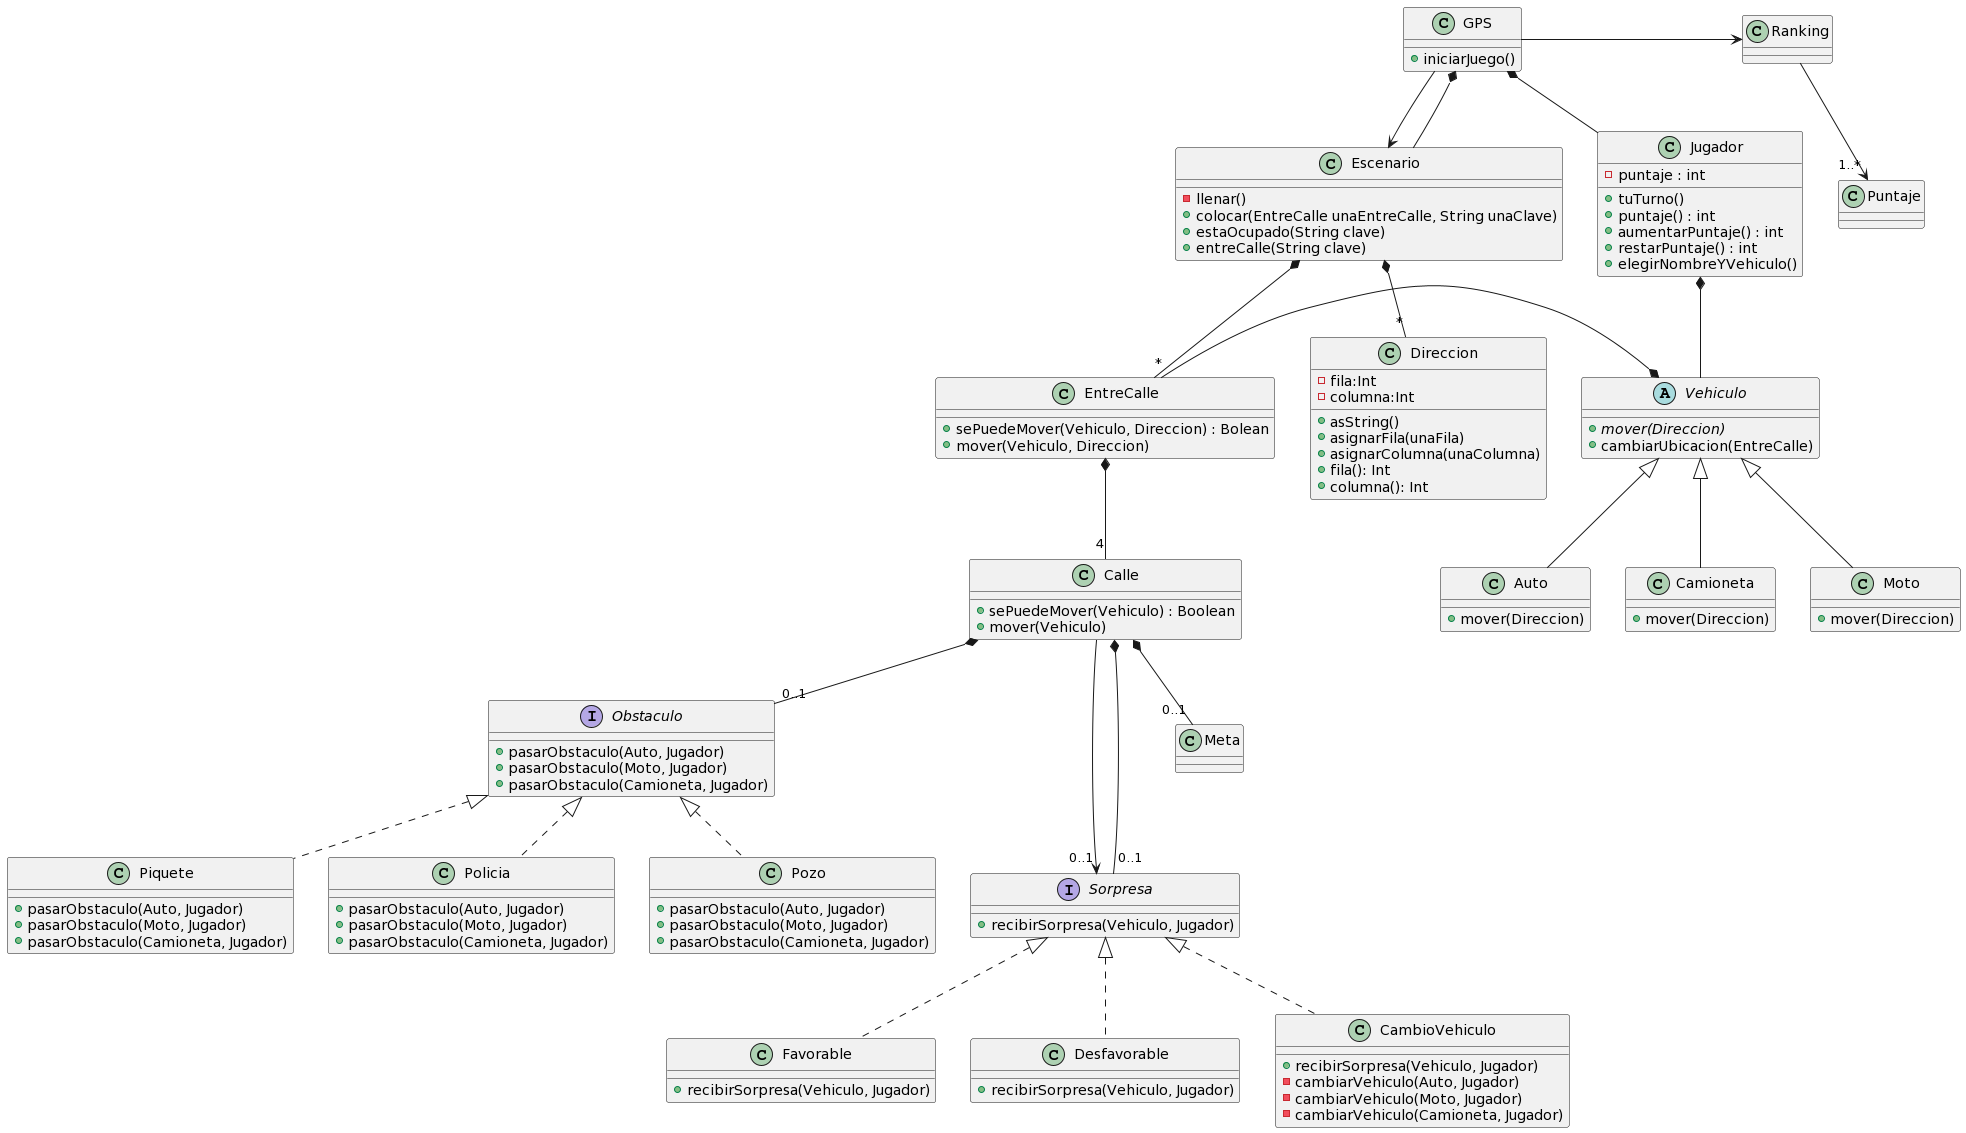 C GPS
iniciarJuego()
C Ranking
C Escenario
llenar()
colocar(EntreCalle unaEntreCalle, String unaClave)
estaOcupado(String clave)
entreCalle(String clave)
C Jugador
puntaje : int
tuTurno()
puntaje() : int
aumentarPuntaje() : int
restarPuntaje() : int
elegirNombreYVehiculo()
1..*
C Puntaje
*
*
C EntreCalle
sePuedeMover(Vehiculo, Direccion) : Bolean
mover(Vehiculo, Direccion)
C Direccion
fila:Int
columna:Int
asString()
asignarFila(unaFila)
asignarColumna(unaColumna)
fila(): Int
columna(): Int
A Vehiculo
mover(Direccion)
cambiarUbicacion(EntreCalle)
4
C Calle
sePuedeMover(Vehiculo) : Boolean
mover(Vehiculo)
C Auto
mover(Direccion)
C Camioneta
mover(Direccion)
C Moto
mover(Direccion)
0..1
I Obstaculo
pasarObstaculo(Auto, Jugador)
pasarObstaculo(Moto, Jugador)
pasarObstaculo(Camioneta, Jugador)
0..1
C Meta
C Piquete
pasarObstaculo(Auto, Jugador)
pasarObstaculo(Moto, Jugador)
pasarObstaculo(Camioneta, Jugador)
C Policia
pasarObstaculo(Auto, Jugador)
pasarObstaculo(Moto, Jugador)
pasarObstaculo(Camioneta, Jugador)
C Pozo
pasarObstaculo(Auto, Jugador)
pasarObstaculo(Moto, Jugador)
pasarObstaculo(Camioneta, Jugador)
0..1
0..1
I Sorpresa
recibirSorpresa(Vehiculo, Jugador)
C Favorable
recibirSorpresa(Vehiculo, Jugador)
C Desfavorable
recibirSorpresa(Vehiculo, Jugador)
C CambioVehiculo
recibirSorpresa(Vehiculo, Jugador)
cambiarVehiculo(Auto, Jugador)
cambiarVehiculo(Moto, Jugador)
cambiarVehiculo(Camioneta, Jugador)